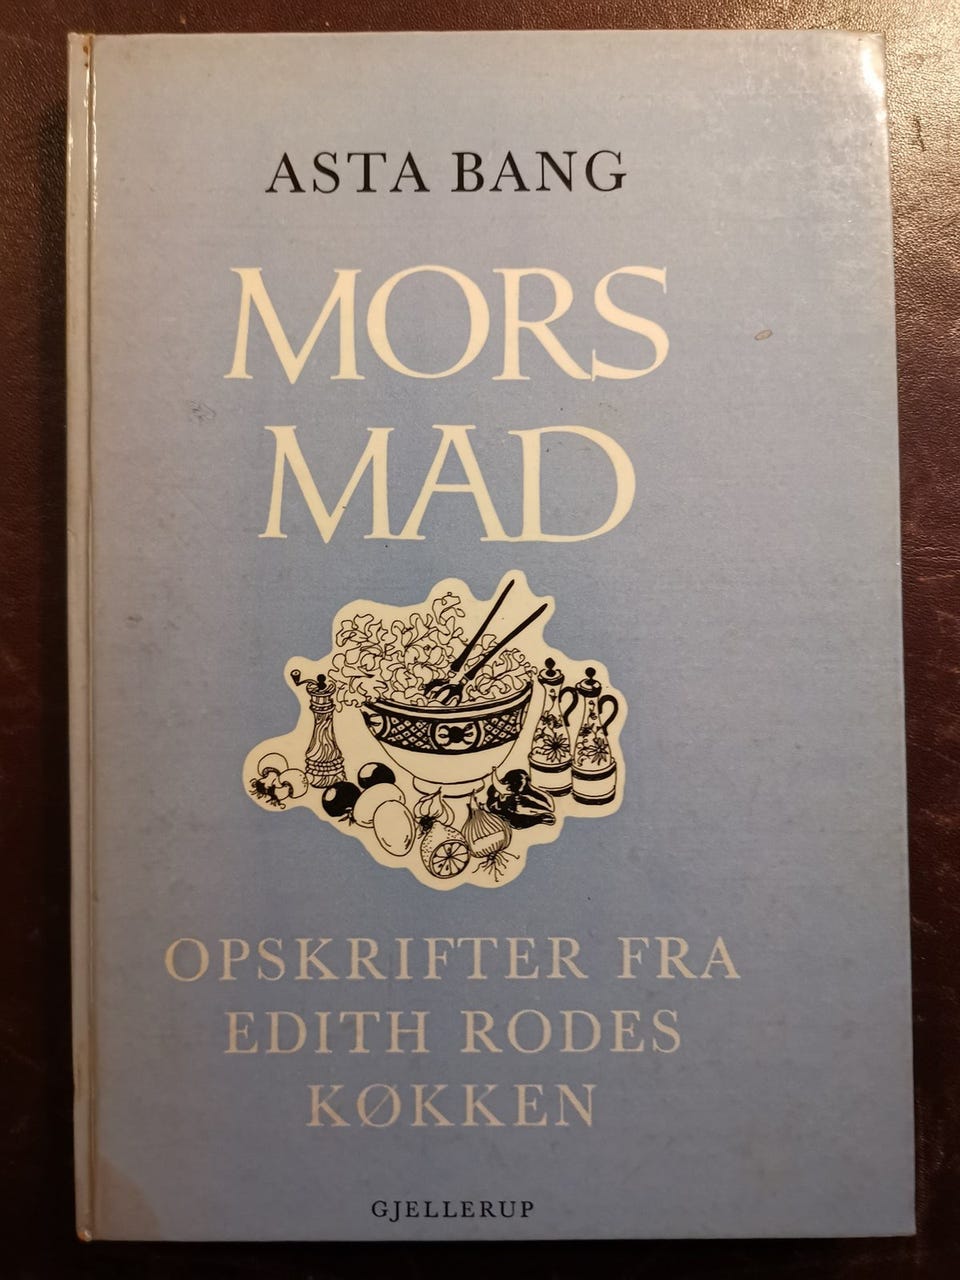 ASTA BANG
MORS
MAD
OPSKRIFTER FRA
EDITH RODES
KØKKEN
GJELLERUP